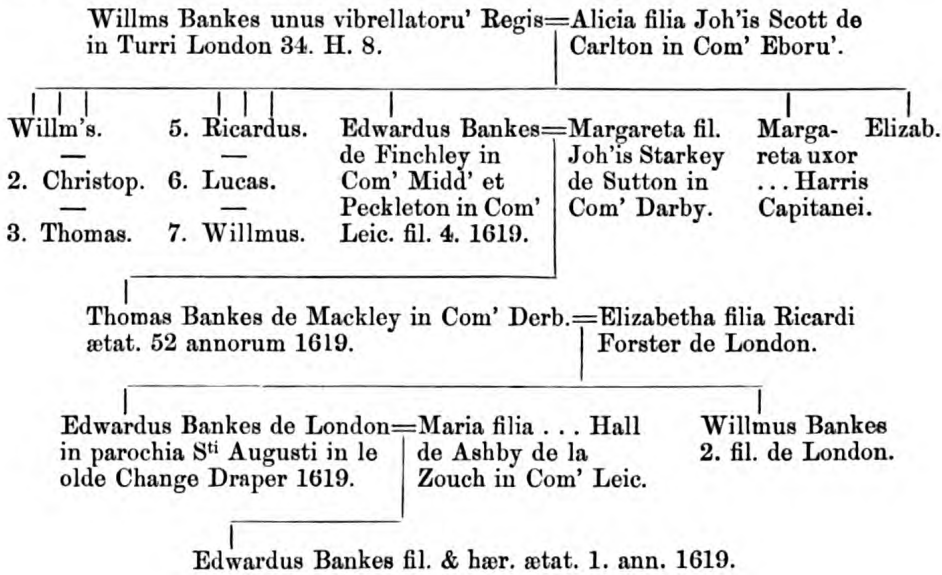 Willms Bankes unus vibrellatoru' Regis=Alicia filia Joh'is Scott de
in Turri London 34. H. 8. Carlton in Com' Eboru'.
Willm's. 5. Ricardus. Edwardus Bankes=Margareta fil. Marga- Elizab.
— — de Finchley in Joh'is Starkey reta uxor
2. Christop. 6. Lucas. Com' Midd' et de Sutton in ... Harris
— — Peckleton in Com' Com' Darby. Capitanei.
3. Thomas. 7. Willmus. Leic. fil. 4. 1619.
Thomas Bankes de Mackley in Com' Derb.=Elizabetha filia Ricardi
ætat. 52 annorum 1619. Forster de London.
Edwardus Bankes de London=Maria filia . . . Hall Willmus Bankes
in parochia Sti Augusti in le de Ashby de la 2. fil. de London.
olde Change Draper 1619. Zouch in Com' Leic.
Edwardus Bankes fil. & hær. ætat. 1. ann. 1619.